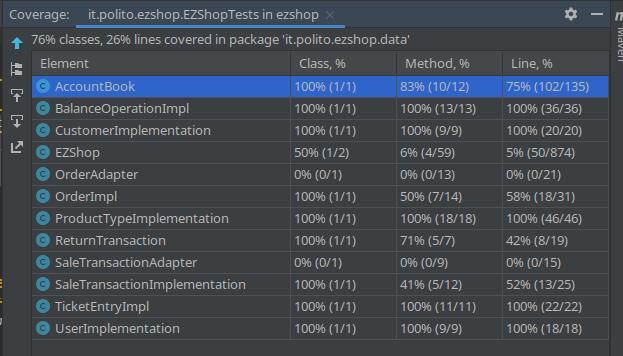 Coverage: it.polito.ezshop.EZShopTests in ezshop
76% classes, 26% lines covered in package 'it.polito.ezshop.data'
Element Class, % Method, % Line, %
AccountBook 100% (1/1) 83% (10/12) 75% (102/135)
BalanceOperationImpl 100% (1/1) 100% (13/13) 100% (36/36)
CustomerImplementation 100% (1/1) 100% (9/9) 100% (20/20)
EZShop 50% (1/2) 6% (4/59) 5% (50/874)
OrderAdapter 0% (0/1) 0% (0/13) 0% (0/21)
OrderImpl 100% (1/1) 50% (7/14) 58% (18/31)
ProductTypeImplementation 100% (1/1) 100% (18/18) 100% (46/46)
ReturnTransaction 100% (1/1) 71% (5/7) 42% (8/19)
SaleTransactionAdapter 0% (0/1) 0% (0/9) 0% (0/15)
SaleTransactionImplementation 100% (1/1) 41% (5/12) 52% (13/25)
TicketEntryImpl 100% (1/1) 100% (11/11) 100% (22/22)
UserImplementation 100% (1/1) 100% (9/9) 100% (18/18)
Maven